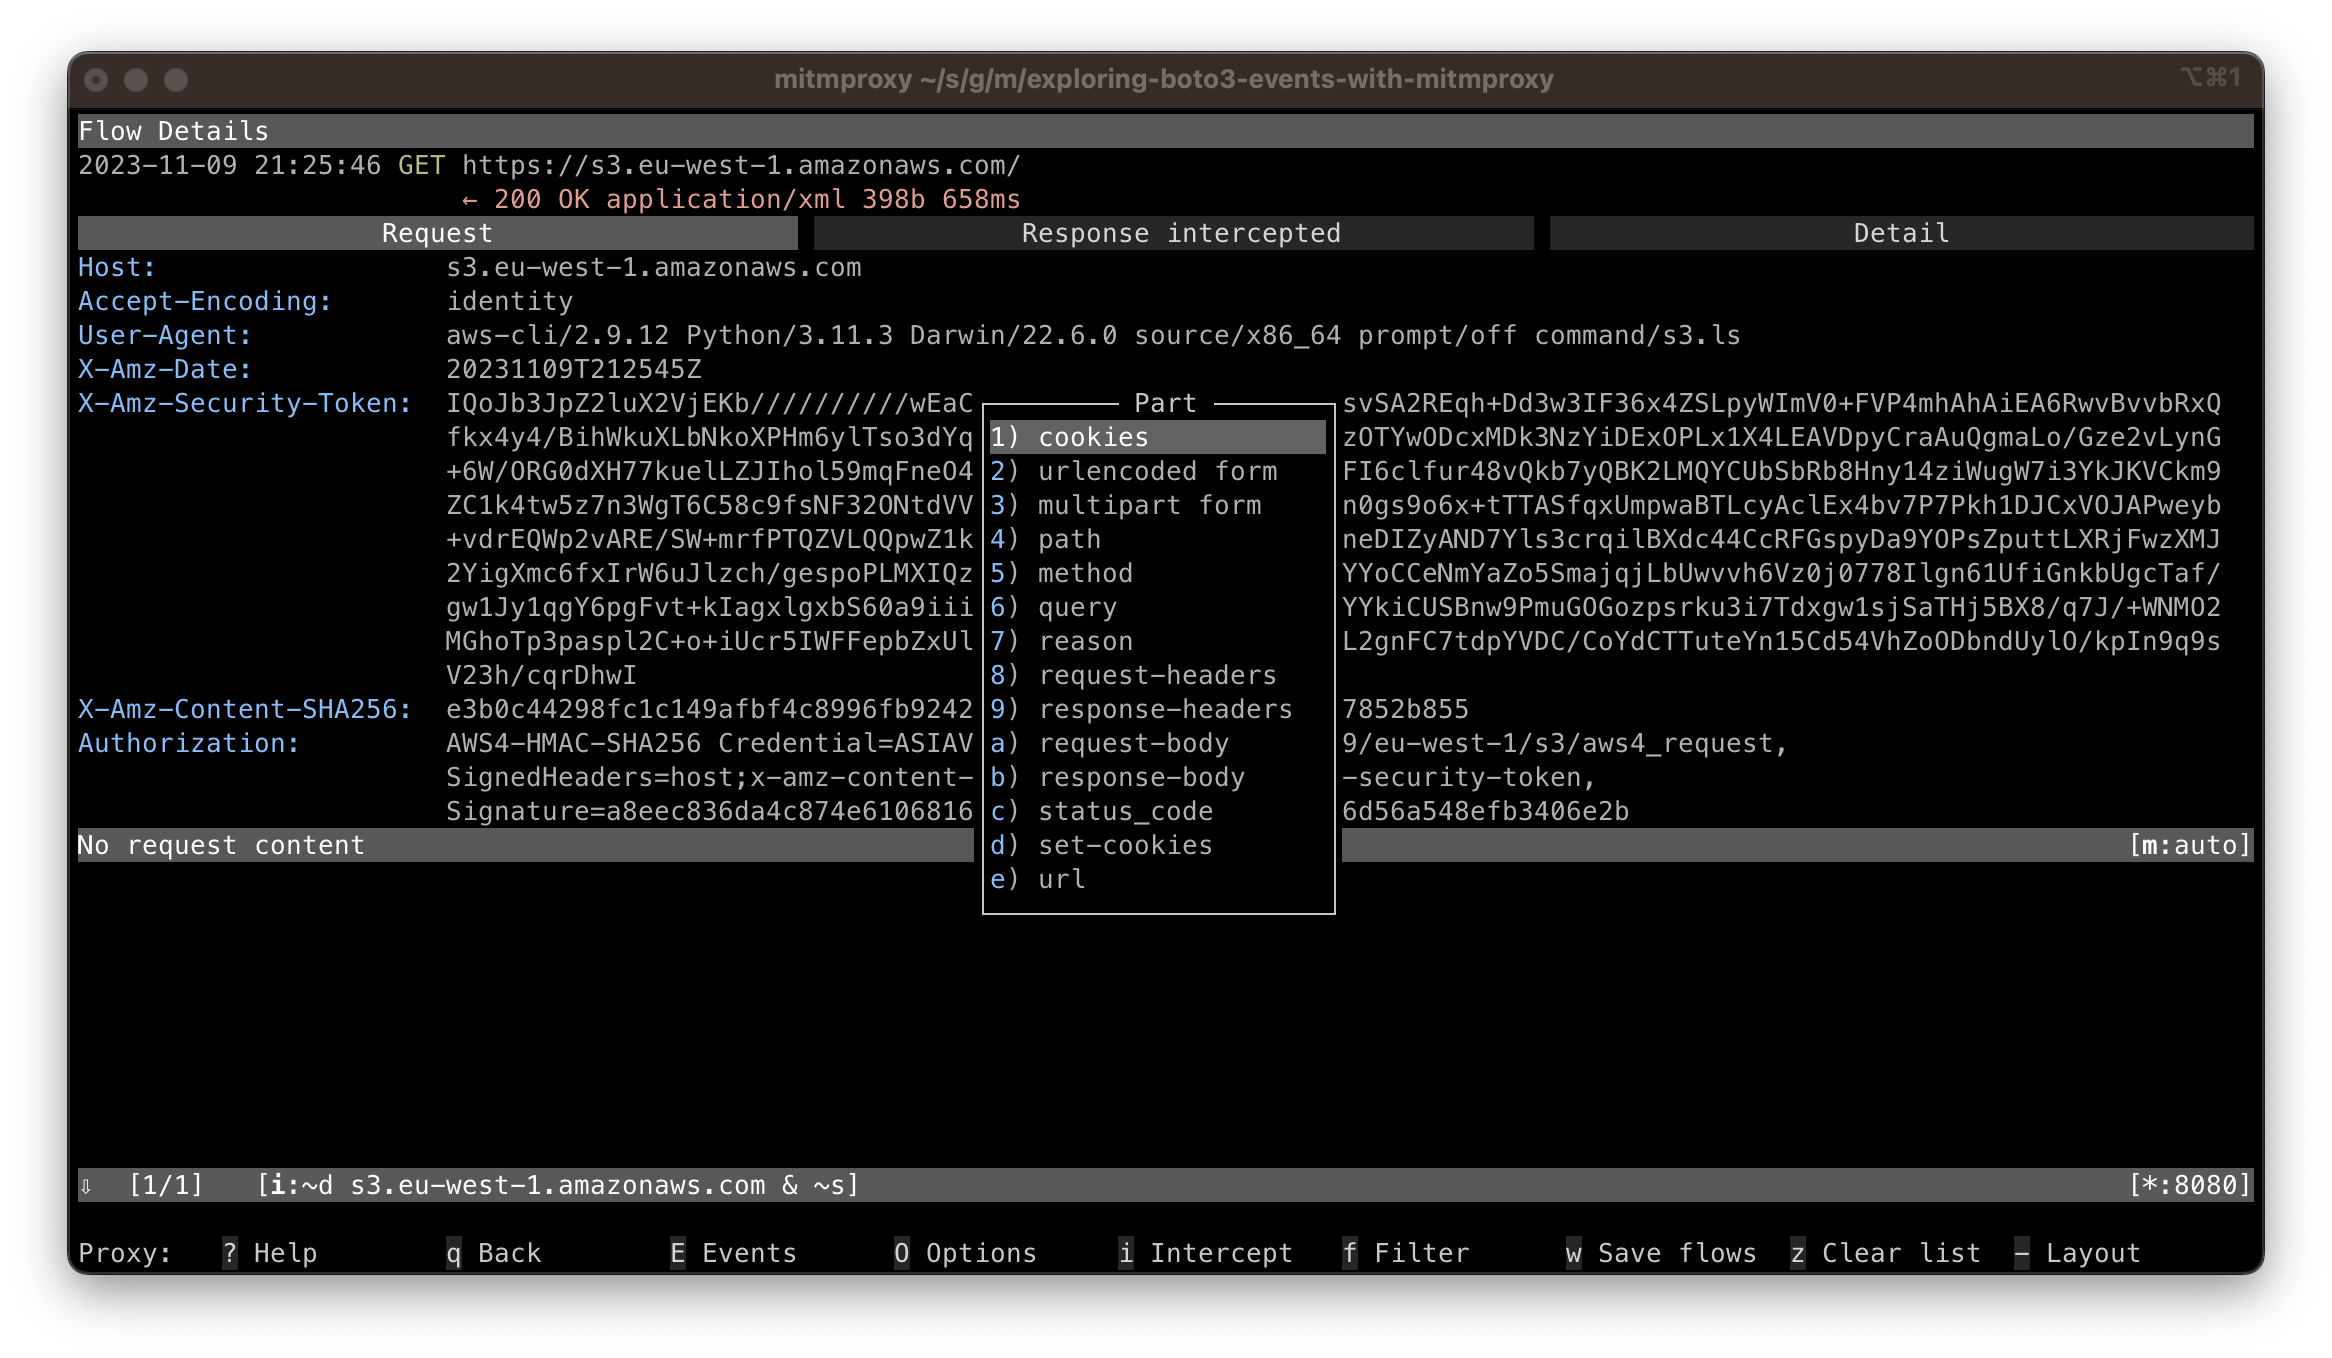 mitmproxy ~/s/g/m/exploring-boto3-events-with-mitmproxy ⌥⌘1
Flow Details
2023-11-09 21:25:46 GET https://s3.eu-west-1.amazonaws.com/
← 200 OK application/xml 398b 658ms
Request Response intercepted Detail
Host: s3.eu-west-1.amazonaws.com
Accept-Encoding: identity
User-Agent: aws-cli/2.9.12 Python/3.11.3 Darwin/22.6.0 source/x86_64 prompt/off command/s3.ls
X-Amz-Date: 20231109T212545Z
X-Amz-Security-Token: IQoJb3JpZ2luX2VjEKb//////////wEaC Part svSA2REqh+Dd3w3IF36x4ZSLpyWImV0+FVP4mhAhAiEA6RwvBvvbRxQ
fkx4y4/BihWkuXLbNkoXPHm6ylTso3dYq 1) cookies zOTYwODcxMDk3NzYiDExOPLx1X4LEAVDpyCraAuQgmaLo/Gze2vLynG
+6W/ORG0dXH77kuelLZJIhol59mqFneO4 2) urlencoded form FI6clfur48vQkb7yQBK2LMQYCUbSbRb8Hny14ziWugW7i3YkJKVCkm9
ZC1k4tw5z7n3WgT6C58c9fsNF32ONtdVV 3) multipart form n0gs9o6x+tTTASfqxUmpwaBTLcyAclEx4bv7P7Pkh1DJCxVOJAPweyb
+vdrEQWp2vARE/SW+mrfPTQZVLQQpwZ1k 4) path neDIZyAND7Yls3crqilBXdc44CcRFGspyDa9YOPsZputtLXRjFwzXMJ
2YigXmc6fxIrW6uJlzch/gespoPLMXIQz 5) method YYoCCeNmYaZo5SmajqjLbUwvvh6Vz0j0778Ilgn61UfiGnkbUgcTaf/
gw1Jy1qgY6pgFvt+kIagxlgxbS60a9iii 6) query YYkiCUSBnw9PmuGOGozpsrku3i7Tdxgw1sjSaTHj5BX8/q7J/+WNMO2
MGhoTp3paspl2C+o+iUcr5IWFFepbZxUl 7) reason L2gnFC7tdpYVDC/CoYdCTTuteYn15Cd54VhZoODbndUylO/kpIn9q9s
V23h/cqrDhwI 8) request-headers
X-Amz-Content-SHA256: e3b0c44298fc1c149afbf4c8996fb9242 9) response-headers 7852b855
Authorization: AWS4-HMAC-SHA256 Credential=ASIAV a) request-body 9/eu-west-1/s3/aws4_request,
SignedHeaders=host;x-amz-content- b) response-body -security-token,
Signature=a8eec836da4c874e6106816 c) status_code 6d56a548efb3406e2b
No request content d) set-cookies [m:auto]
e) url
⇩ [1/1] [i:~d s3.eu-west-1.amazonaws.com & ~s] [*:8080]
Proxy: ? Help q Back E Events O Options i Intercept f Filter w Save flows z Clear list - Layout